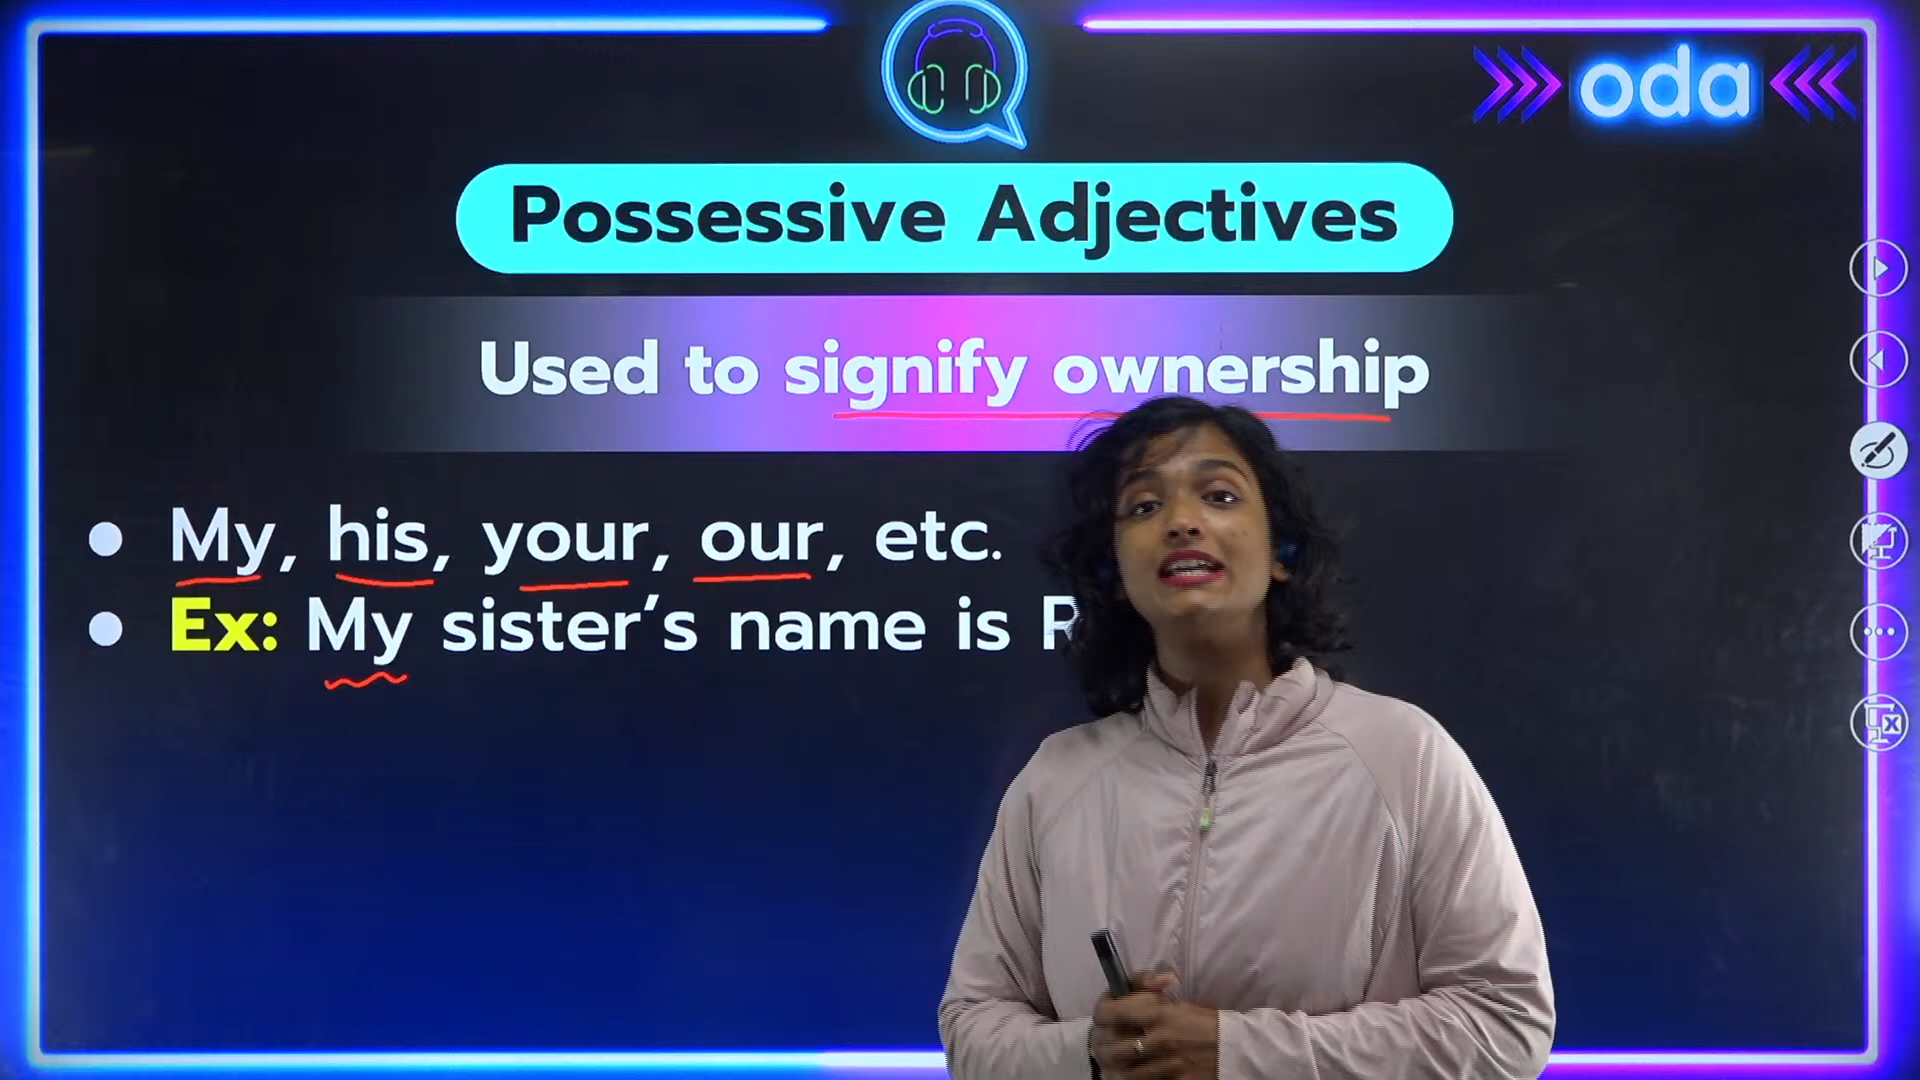 oda
Possessive Adjectives
Used to signify ownership
• My, his, your, our, etc.
• Ex: My sister’s name is